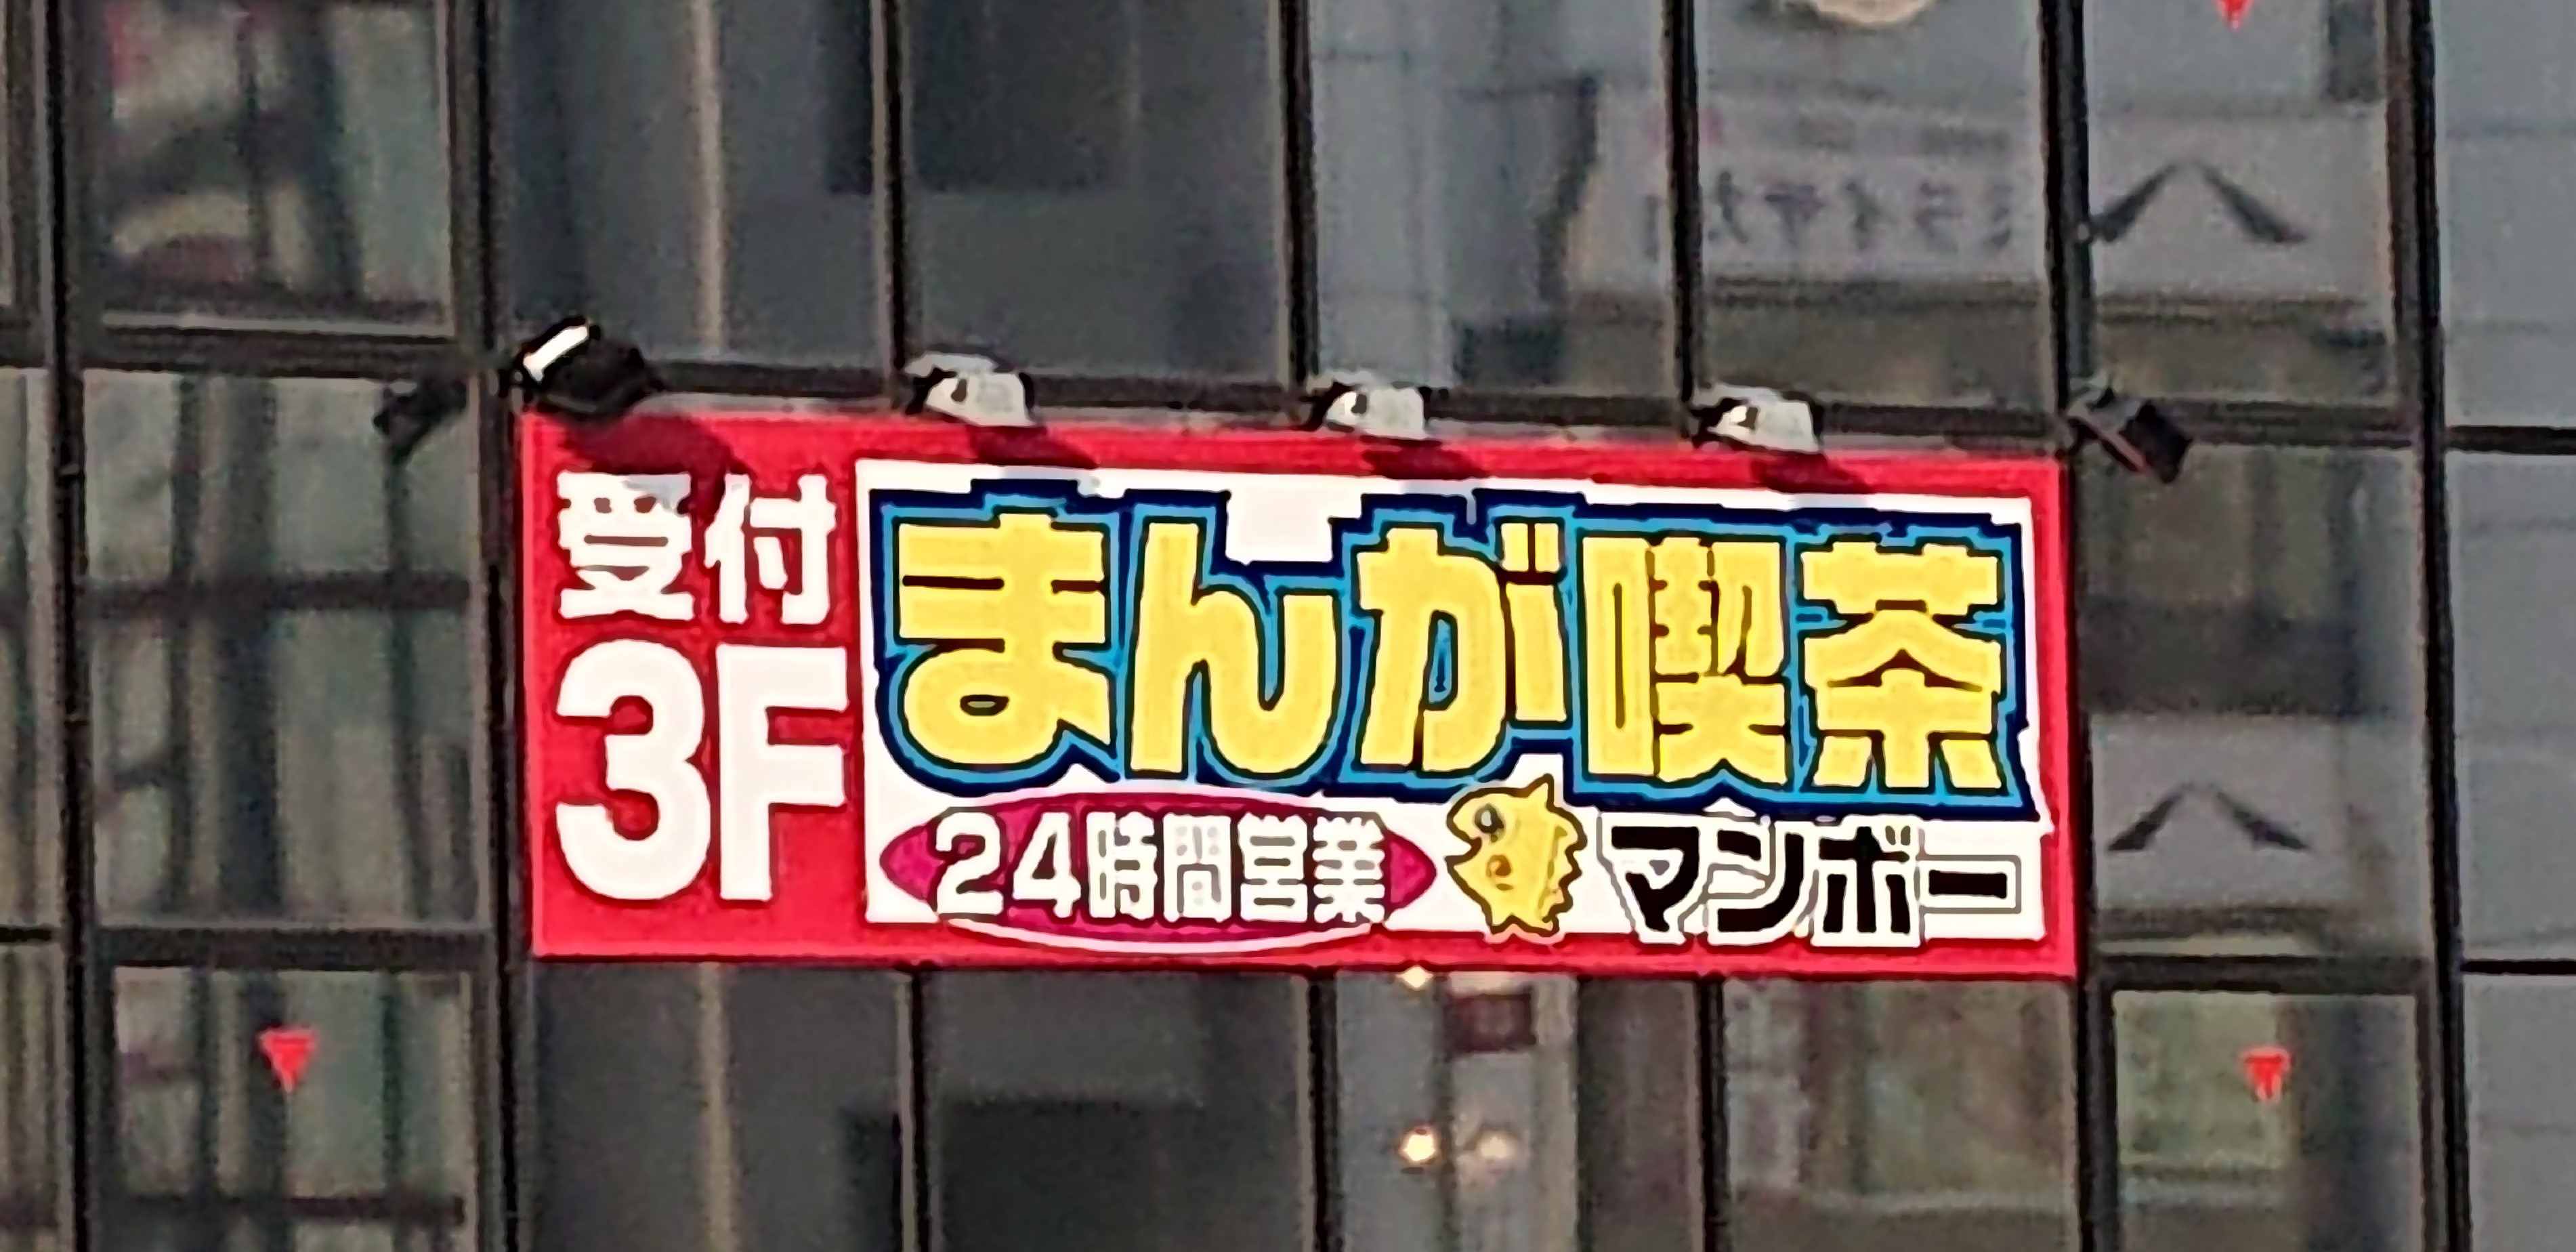 受付
3F
まんが喫茶
24時間営業
マンボー